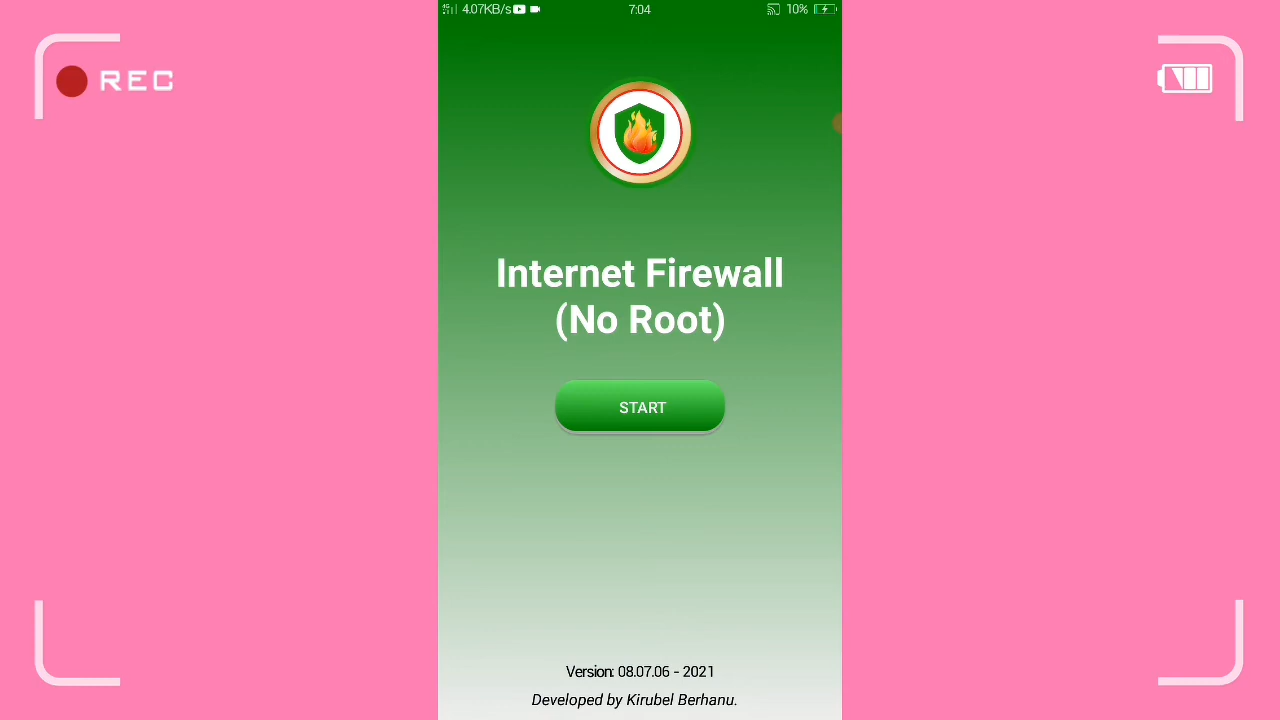 4G 4.07KB/s 7:04 10%
REC
Internet Firewall
(No Root)
START
Version: 08.07.06 - 2021
Developed by Kirubel Berhanu.